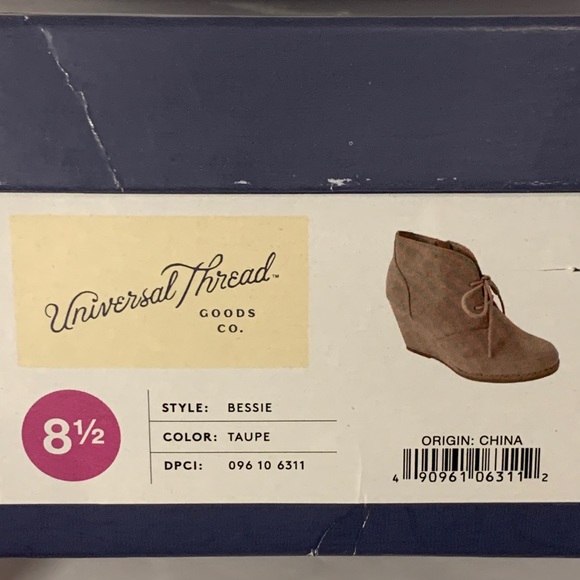 Universal Thread™
GOODS
CO.
8½
STYLE: BESSIE
COLOR: TAUPE
DPCI: 096 10 6311
ORIGIN: CHINA
4 90961 06311 2